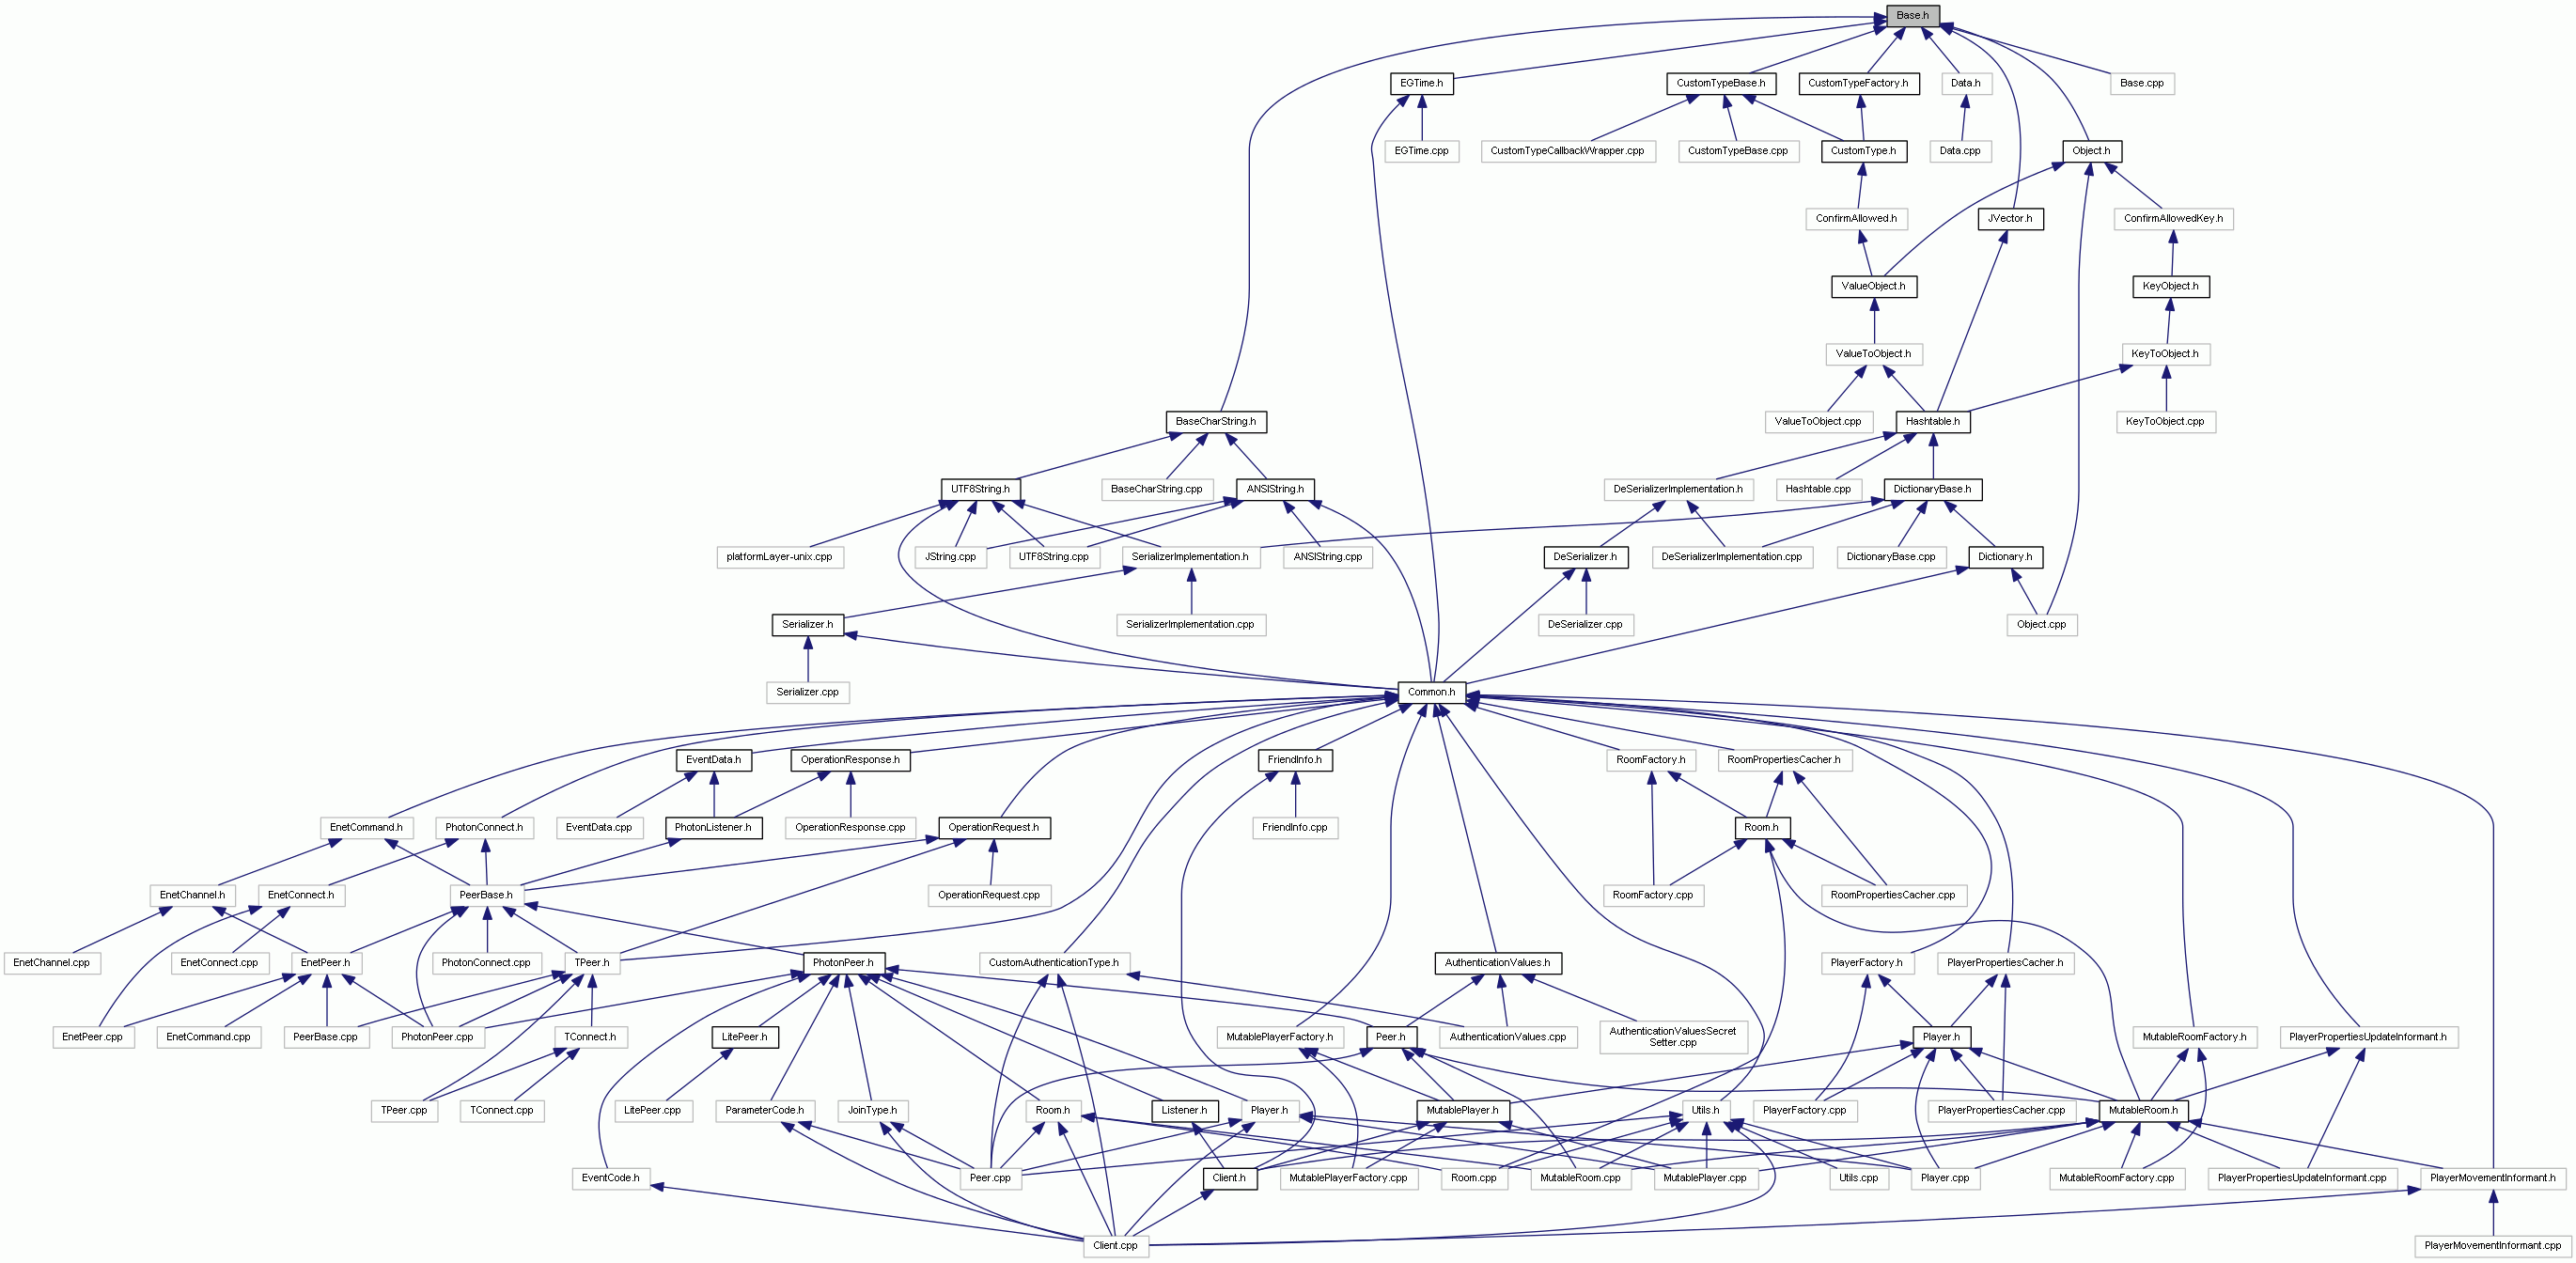 Base.h
EGTime.h
CustomTypeBase.h
CustomTypeFactory.h
Data.h
Base.cpp
EGTime.cpp
CustomTypeCallbackWrapper.cpp
CustomTypeBase.cpp
CustomType.h
Data.cpp
Object.h
ConfirmAllowed.h
JVector.h
ConfirmAllowedKey.h
ValueObject.h
KeyObject.h
ValueToObject.h
KeyToObject.h
BaseCharString.h
ValueToObject.cpp
Hashtable.h
KeyToObject.cpp
UTF8String.h
BaseCharString.cpp
ANSIString.h
DeSerializerImplementation.h
Hashtable.cpp
DictionaryBase.h
platformLayer-unix.cpp
JString.cpp
UTF8String.cpp
SerializerImplementation.h
ANSIString.cpp
DeSerializer.h
DeSerializerImplementation.cpp
DictionaryBase.cpp
Dictionary.h
Serializer.h
SerializerImplementation.cpp
DeSerializer.cpp
Object.cpp
Serializer.cpp
Common.h
EventData.h
OperationResponse.h
FriendInfo.h
RoomFactory.h
RoomPropertiesCacher.h
EnetCommand.h
PhotonConnect.h
EventData.cpp
PhotonListener.h
OperationResponse.cpp
OperationRequest.h
FriendInfo.cpp
Room.h
EnetChannel.h
EnetConnect.h
PeerBase.h
OperationRequest.cpp
RoomFactory.cpp
RoomPropertiesCacher.cpp
EnetChannel.cpp
EnetConnect.cpp
EnetPeer.h
PhotonConnect.cpp
TPeer.h
PhotonPeer.h
CustomAuthenticationType.h
AuthenticationValues.h
PlayerFactory.h
PlayerPropertiesCacher.h
EnetPeer.cpp
EnetCommand.cpp
PeerBase.cpp
PhotonPeer.cpp
TConnect.h
LitePeer.h
MutablePlayerFactory.h
Peer.h
AuthenticationValues.cpp
AuthenticationValuesSecret
Setter.cpp
Player.h
MutableRoomFactory.h
PlayerPropertiesUpdateInformant.h
TPeer.cpp
TConnect.cpp
LitePeer.cpp
ParameterCode.h
JoinType.h
Room.h
Listener.h
Player.h
MutablePlayer.h
Utils.h
PlayerFactory.cpp
PlayerPropertiesCacher.cpp
MutableRoom.h
EventCode.h
Peer.cpp
Client.h
MutablePlayerFactory.cpp
Room.cpp
MutableRoom.cpp
MutablePlayer.cpp
Utils.cpp
Player.cpp
MutableRoomFactory.cpp
PlayerPropertiesUpdateInformant.cpp
PlayerMovementInformant.h
Client.cpp
PlayerMovementInformant.cpp